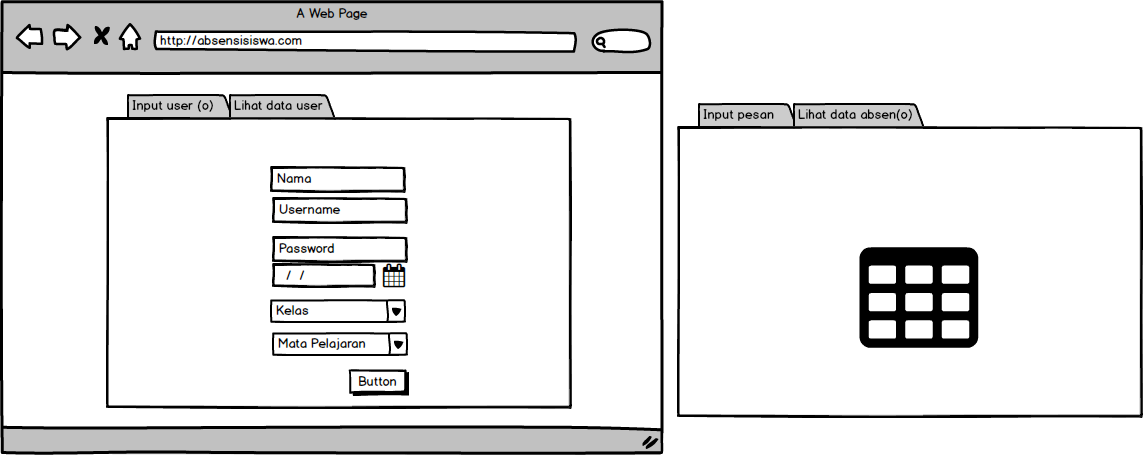 A Web Page
http://absensisiswa.com
Input user (o)
Lihat data user
Nama
Username
Password
/ /
Kelas
Mata Pelajaran
Button
Input pesan
Lihat data absen(o)